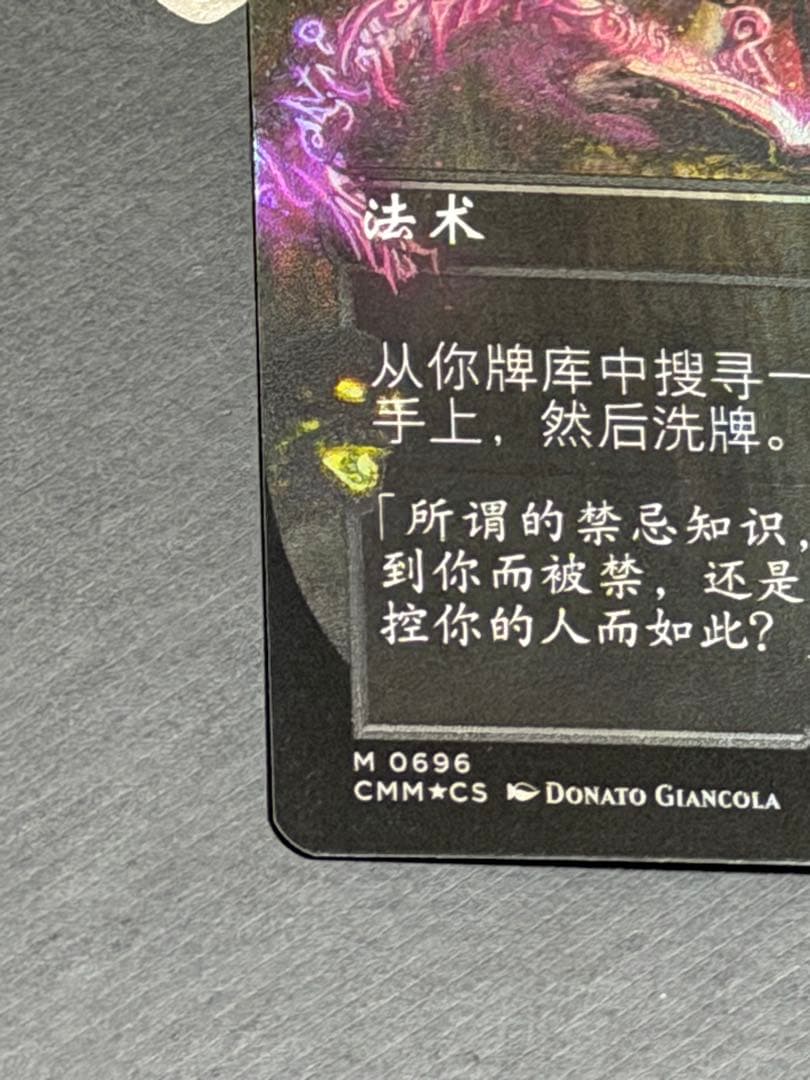 法术
从你牌库中搜寻一
手上，然后洗牌。
「所谓的禁忌知识，
到你而被禁，还是
控你的人而如此？
M 0696
CMM★CS DONATO GIANCOLA